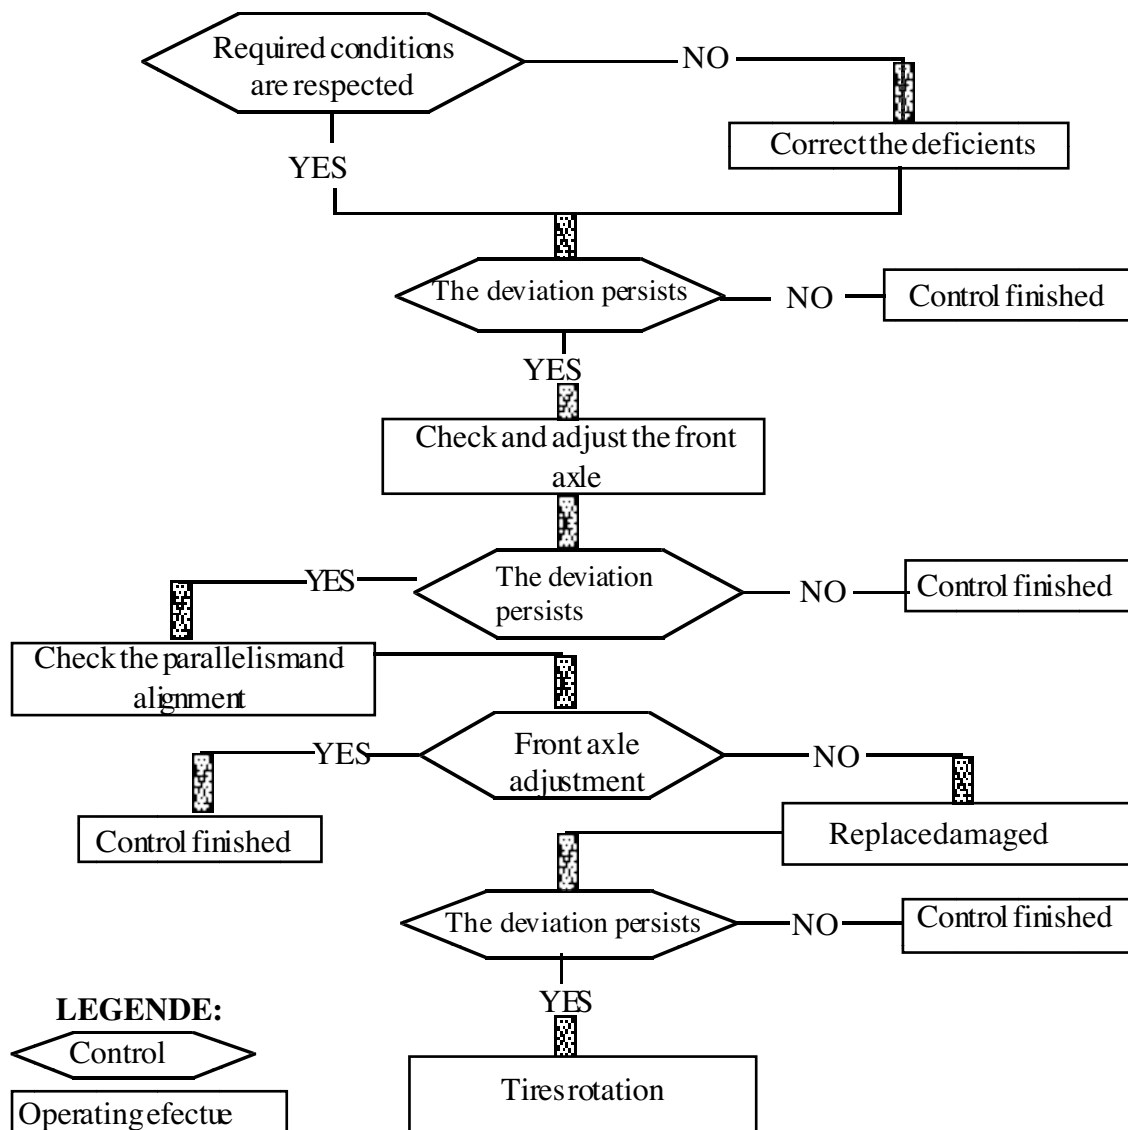 Required conditions
are respected
NO
Correct the deficients
YES
The deviation persists
NO
Control finished
YES
Check and adjust the front
axle
YES
The deviation
persists
NO
Control finished
Check the parallelism and
alignment
YES
Front axle
adjustment
NO
Control finished
Replace damaged
The deviation persists
NO
Control finished
YES
LEGENDE:
Control
Tires rotation
Operating efectue